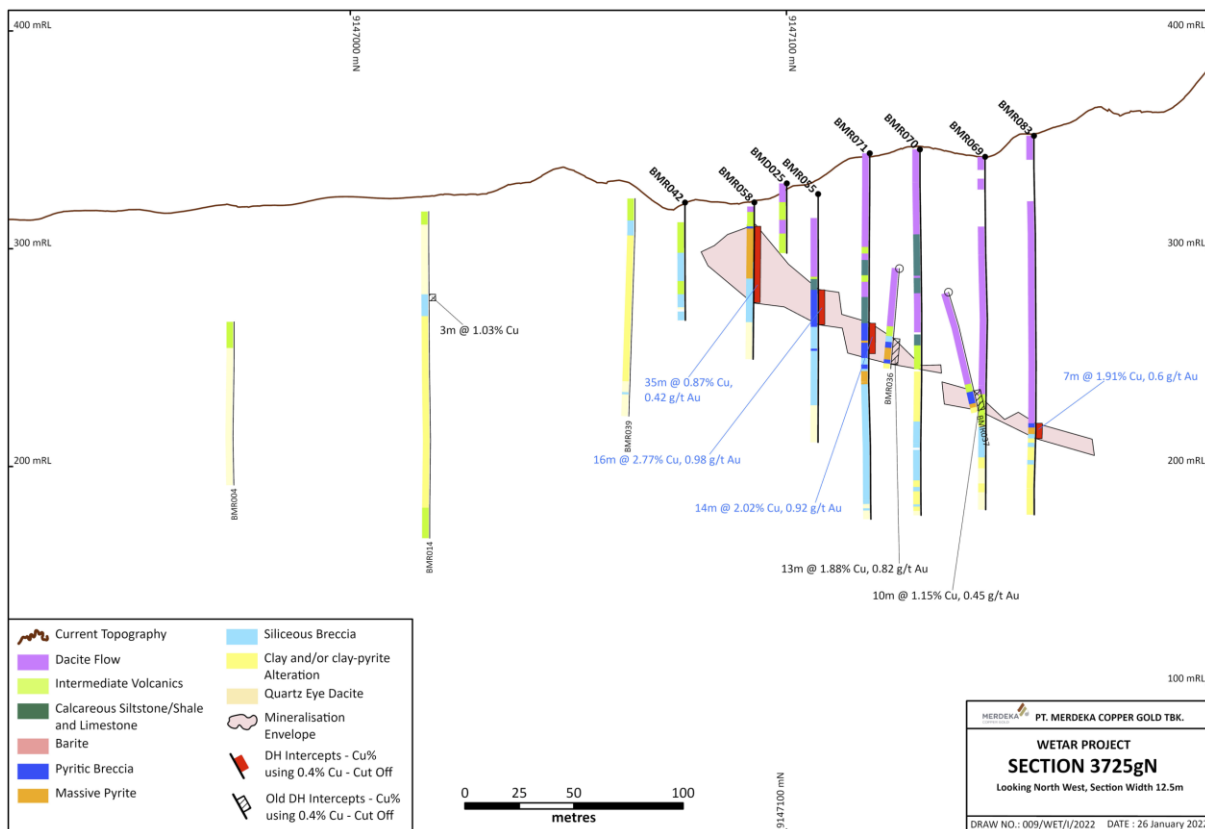 400 mRL
9147000 mN
9147100 mN
400 mRL
BMR083
BMR071
BMR070
BMR069
BMD025
BMR055
BMR058
BMR042
300 mRL
300 mRL
3m @ 1.03% Cu
35m @ 0.87% Cu,
0.42 g/t Au
BMR036
7m @ 1.91% Cu, 0.6 g/t Au
BMR039
BMR037
16m @ 2.77% Cu, 0.98 g/t Au
200 mRL
200 mRL
BMR004
14m @ 2.02% Cu, 0.92 g/t Au
BMR014
13m @ 1.88% Cu, 0.82 g/t Au
10m @ 1.15% Cu, 0.45 g/t Au
Current Topography
Dacite Flow
Intermediate Volcanics
Calcareous Siltstone/Shale
and Limestone
Barite
Pyritic Breccia
Massive Pyrite
Siliceous Breccia
Clay and/or clay-pyrite
Alteration
Quartz Eye Dacite
Mineralisation
Envelope
DH Intercepts - Cu%
using 0.4% Cu - Cut Off
Old DH Intercepts - Cu%
using 0.4% Cu - Cut Off
0 25 50 100
metres
9147100 mN
100 mRL
MERDEKA
COPPER GOLD
PT. MERDEKA COPPER GOLD TBK.
WETAR PROJECT
SECTION 3725gN
Looking North West, Section Width 12.5m
DRAW NO.: 009/WET/I/2022 DATE : 26 January 2022